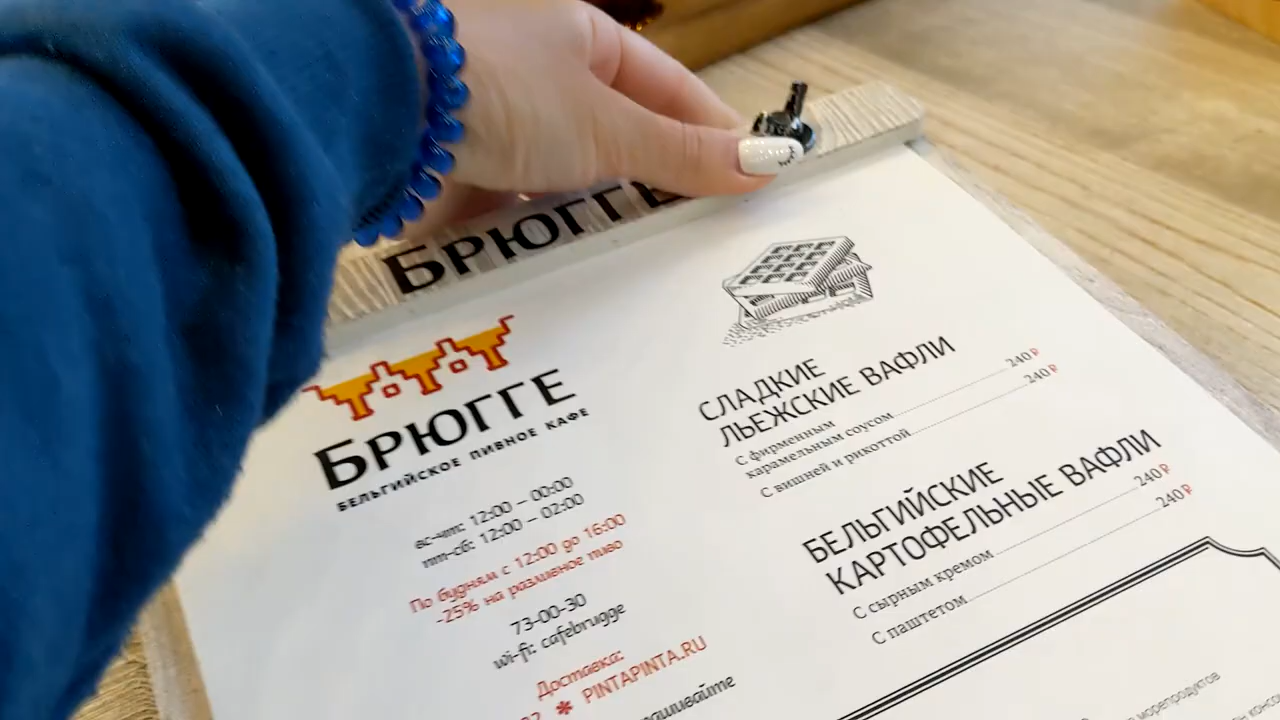 БРЮГГЕ
БРЮГГЕ
БЕЛЬГИЙСКОЕ ПИВНОЕ КАФЕ
вс-чт: 12:00 – 00:00
пт-сб: 12:00 – 02:00
По будням с 12:00 до 16:00
-25% на разливное пиво
73-00-30
wi-fi: cafebrugge
Доставка:
✻ PINTAPINTA.RU
СЛАДКИЕ
ЛЬЕЖСКИЕ ВАФЛИ
С фирменным
карамельным соусом 240 ₽
С вишней и рикоттой 240 ₽
БЕЛЬГИЙСКИЕ
КАРТОФЕЛЬНЫЕ ВАФЛИ
С сырным кремом 240 ₽
С паштетом 240 ₽
морепродуктов